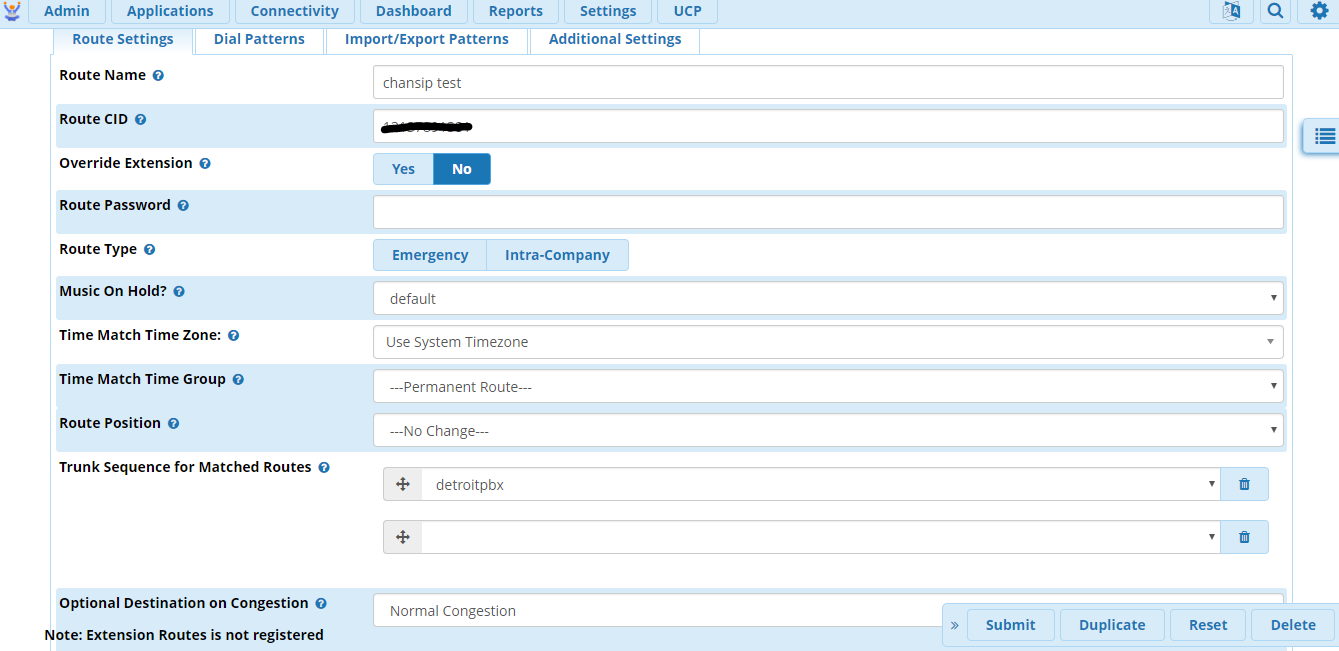 Admin Applications Connectivity Dashboard Reports Settings UCP
Route Settings Dial Patterns Import/Export Patterns Additional Settings
Route Name chansip test
Route CID
Override Extension Yes No
Route Password
Route Type Emergency Intra-Company
Music On Hold? default
Time Match Time Zone: Use System Timezone
Time Match Time Group ---Permanent Route---
Route Position ---No Change---
Trunk Sequence for Matched Routes detroitpbx
Optional Destination on Congestion Normal Congestion
Note: Extension Routes is not registered
» Submit Duplicate Reset Delete